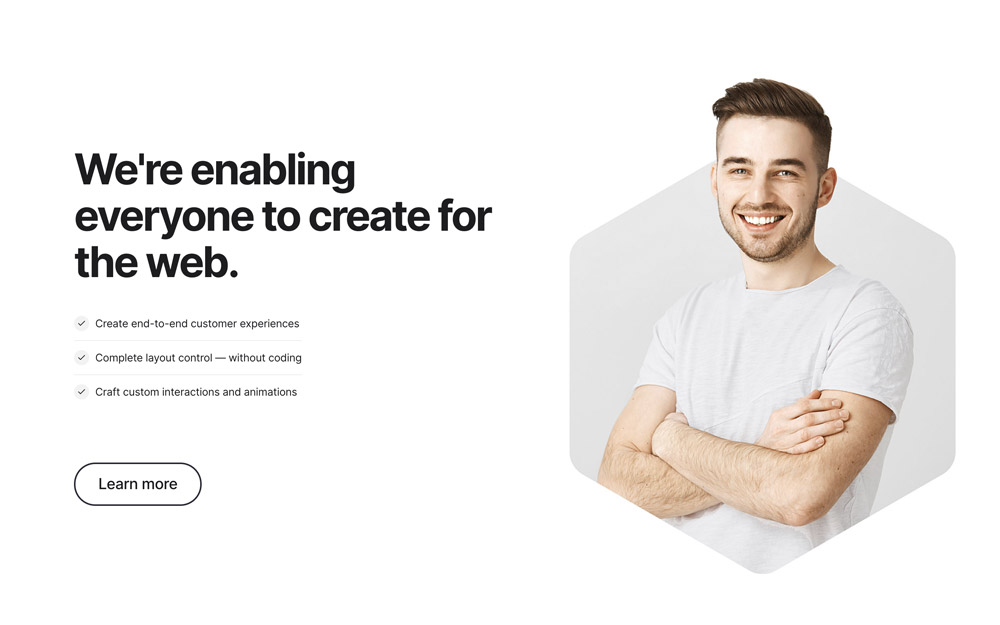 We're enabling
everyone to create for
the web.
Create end-to-end customer experiences
Complete layout control — without coding
Craft custom interactions and animations
Learn more